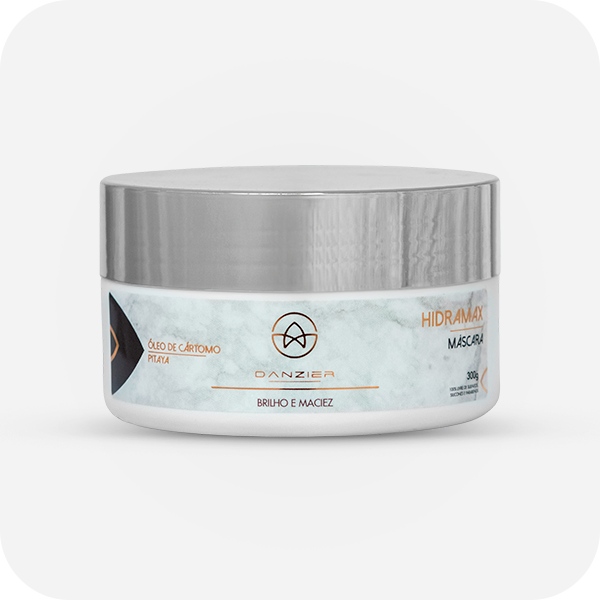 ÓLEO DE CÁRTOMO
PITAYA
DANZIER
BRILHO E MACIEZ
HIDRAMAX
MÁSCARA
300g